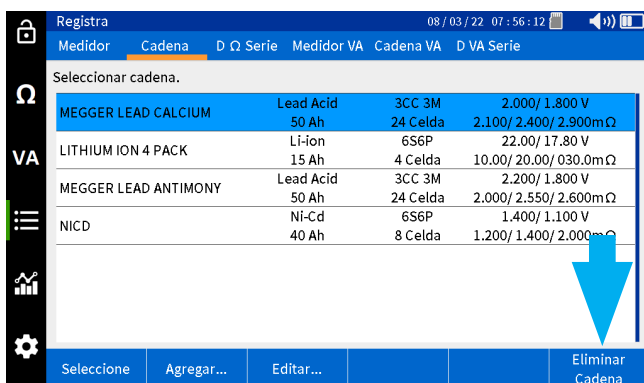 Registra 08/03/22 07:56:12
Medidor Cadena D Ω Serie Medidor VA Cadena VA D VA Serie
Seleccionar cadena.
Ω
VA
MEGGER LEAD CALCIUM Lead Acid 3CC 3M 2.000/1.800 V
50 Ah 24 Celda 2.100/2.400/2.900mΩ
LITHIUM ION 4 PACK Li-ion 6S6P 22.00/17.80 V
15 Ah 4 Celda 10.00/20.00/030.0mΩ
MEGGER LEAD ANTIMONY Lead Acid 3CC 3M 2.200/1.800 V
50 Ah 24 Celda 2.000/2.550/2.600mΩ
NICD Ni-Cd 6S6P 1.400/1.100 V
40 Ah 8 Celda 1.200/1.400/2.000mΩ
Seleccione Agregar... Editar... Eliminar
Cadena